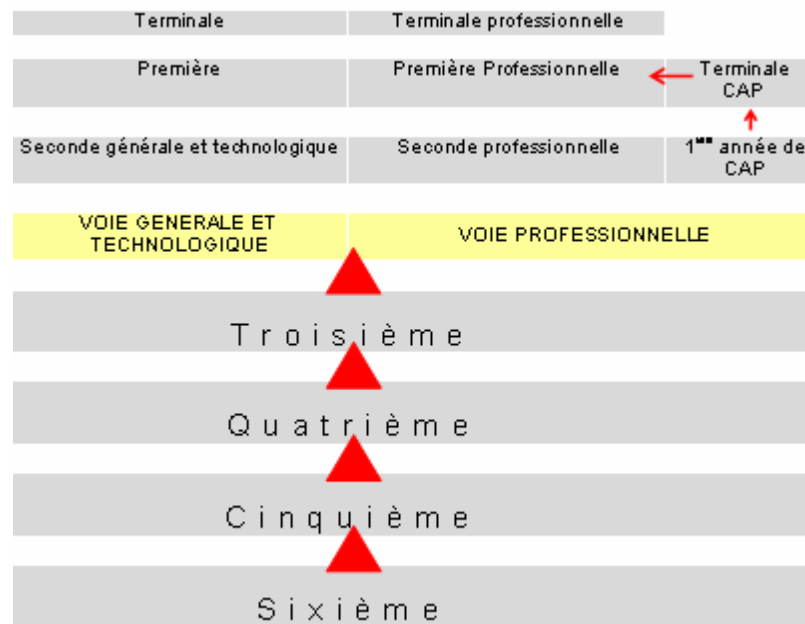 Terminale
Terminale professionnelle
Première
Première Professionnelle
Terminale
CAP
Seconde générale et technologique
Seconde professionnelle
1ère année de
CAP
VOIE GENERALE ET
TECHNOLOGIQUE
VOIE PROFESSIONNELLE
Troisième
Quatrième
Cinquième
Sixième